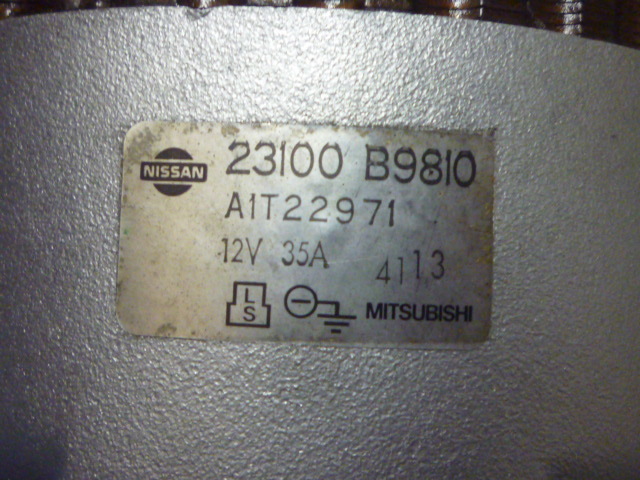 NISSAN 23100 B9810
A1T22971
12V 35A 4113
L S MITSUBISHI